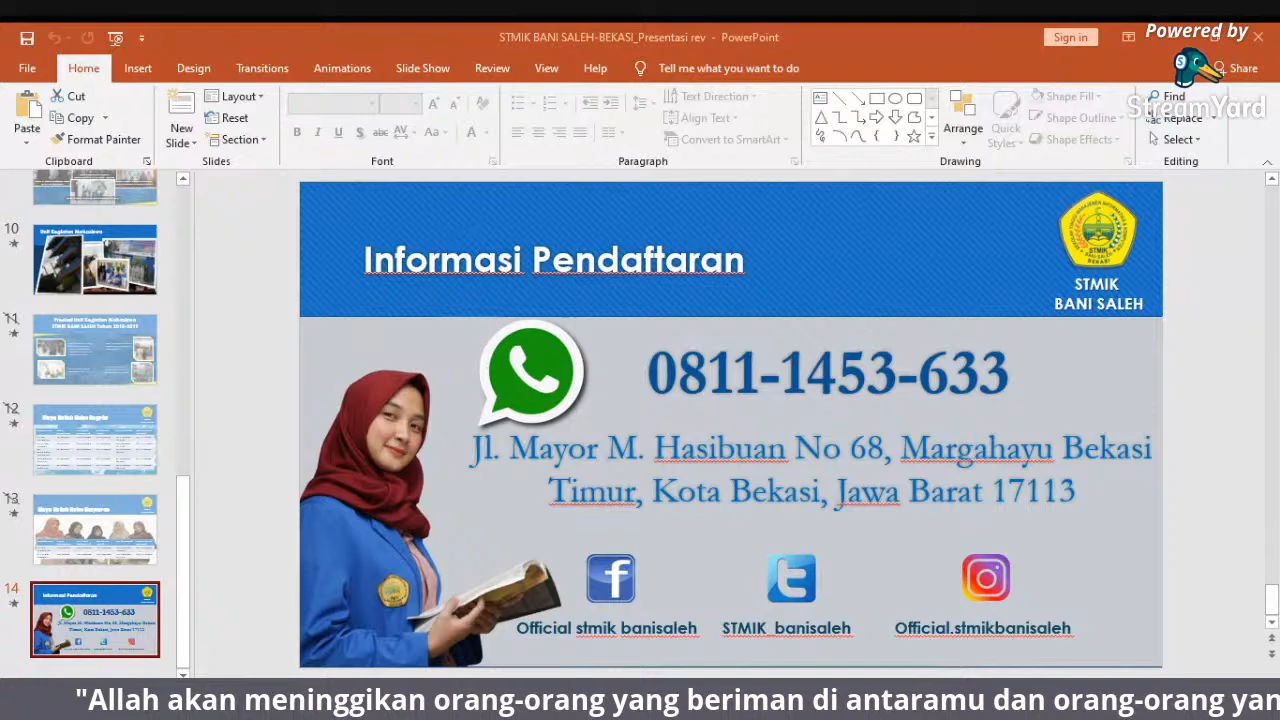 Powered by
StreamYard
STMIK BANI SALEH-BEKASI_Presentasi rev - PowerPoint
Sign in
File Home Insert Design Transitions Animations Slide Show Review View Help Tell me what you want to do Share
Paste
Cut
Copy
Format Painter
Clipboard
New
Slide
Layout
Reset
Section
Slides
Font
Text Direction
Align Text
Convert to SmartArt
Paragraph
Arrange
Quick
Styles
Shape Fill
Shape Outline
Shape Effects
Drawing
Find
Replace
Select
Editing
10
11
12
13
14
Informasi Pendaftaran
STMIK
BANI SALEH
0811-1453-633
Jl. Mayor M. Hasibuan No 68, Marganayu Bekasi
Timur, Kota Bekasi, Jawa Barat 17113
Official stmik banisaleh
STMIK_banisaleh
Official.stmikbanisaleh
"Allah akan meninggikan orang-orang yang beriman di antaramu dan orang-orang yan